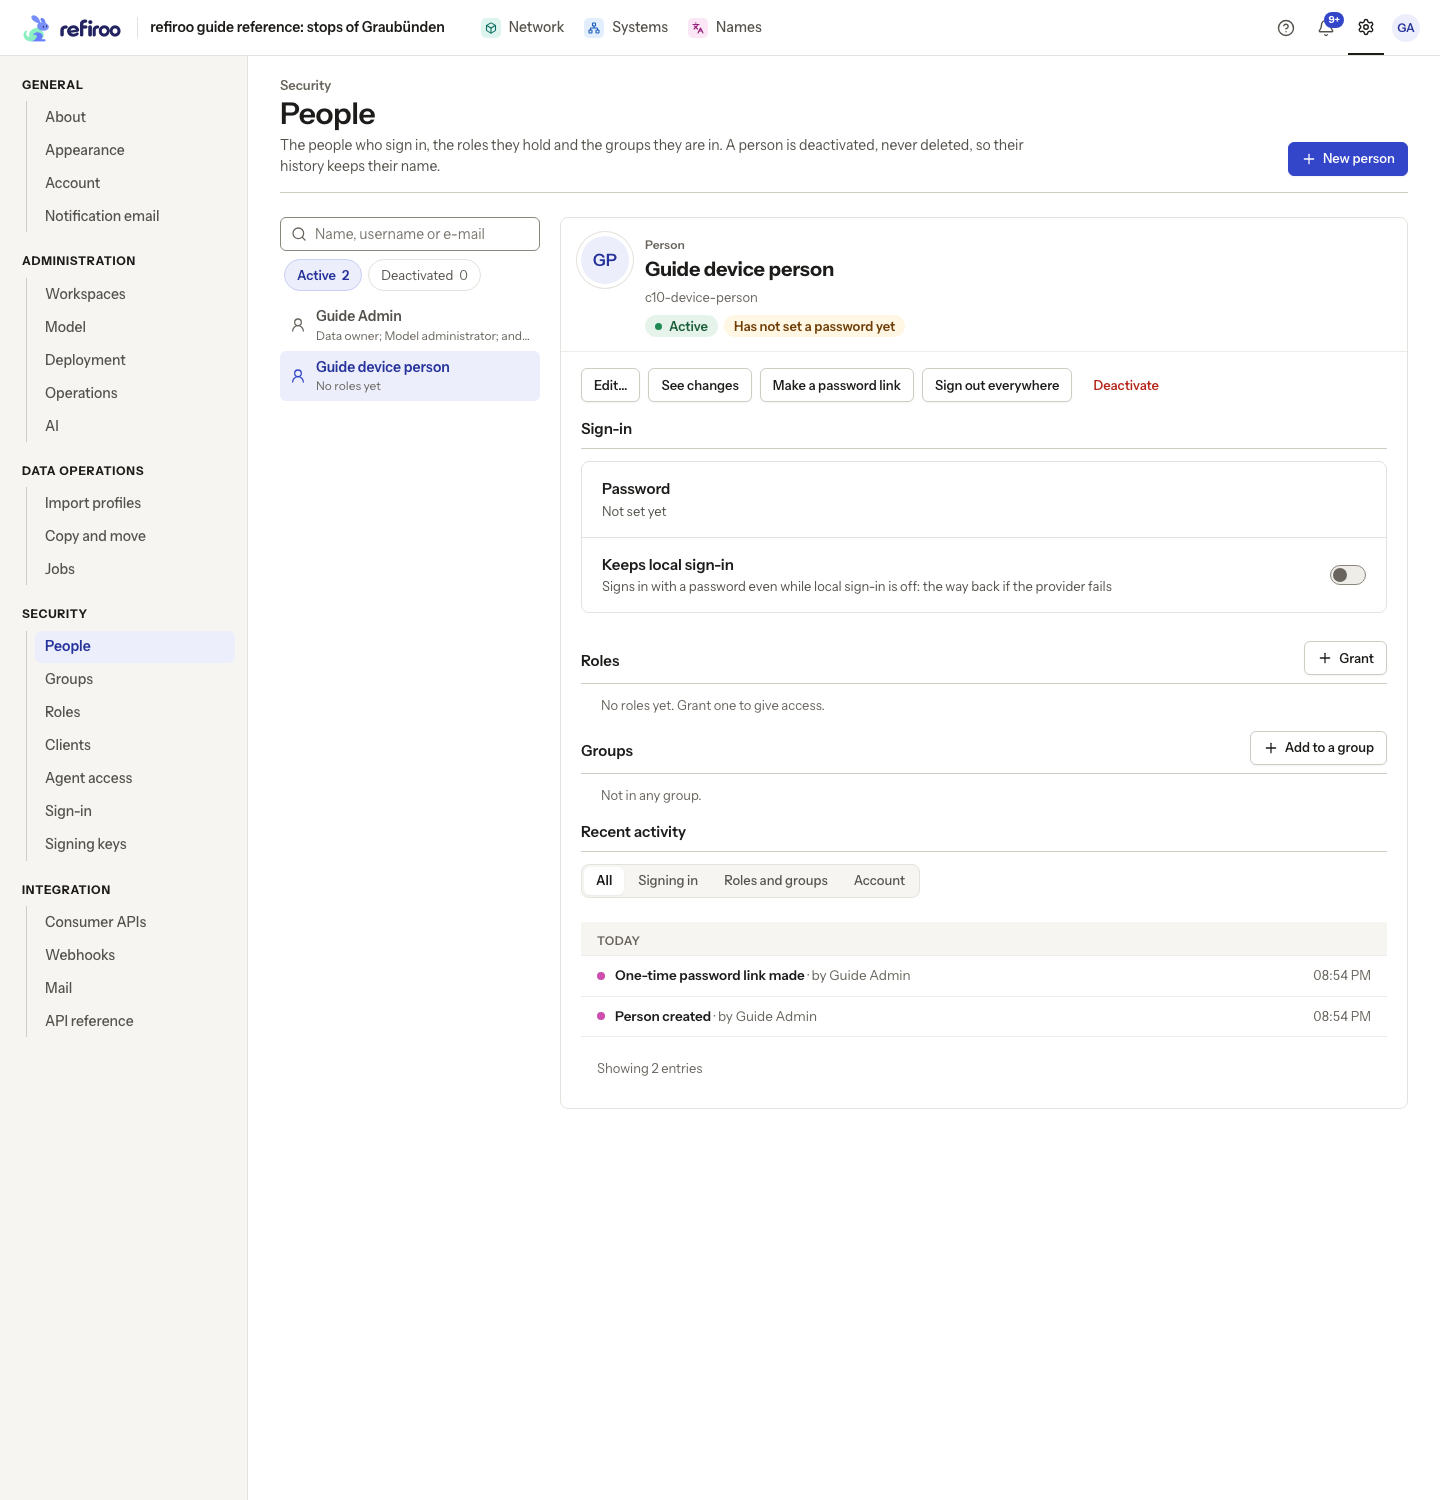 refiroo
refiroo guide reference: stops of Graubünden
Network
Systems
Names
9+
GA
GENERAL
About
Appearance
Account
Notification email
ADMINISTRATION
Workspaces
Model
Deployment
Operations
AI
DATA OPERATIONS
Import profiles
Copy and move
Jobs
SECURITY
People
Groups
Roles
Clients
Agent access
Sign-in
Signing keys
INTEGRATION
Consumer APIs
Webhooks
Mail
API reference
Security
People
The people who sign in, the roles they hold and the groups they are in. A person is deactivated, never deleted, so their
history keeps their name.
New person
Name, username or e-mail
Active 2
Deactivated 0
Guide Admin
Data owner; Model administrator; and...
Guide device person
No roles yet
GP
Person
Guide device person
c10-device-person
Active
Has not set a password yet
Edit...
See changes
Make a password link
Sign out everywhere
Deactivate
Sign-in
Password
Not set yet
Keeps local sign-in
Signs in with a password even while local sign-in is off: the way back if the provider fails
Roles
Grant
No roles yet. Grant one to give access.
Groups
Add to a group
Not in any group.
Recent activity
All
Signing in
Roles and groups
Account
TODAY
One-time password link made · by Guide Admin 08:54 PM
Person created · by Guide Admin 08:54 PM
Showing 2 entries